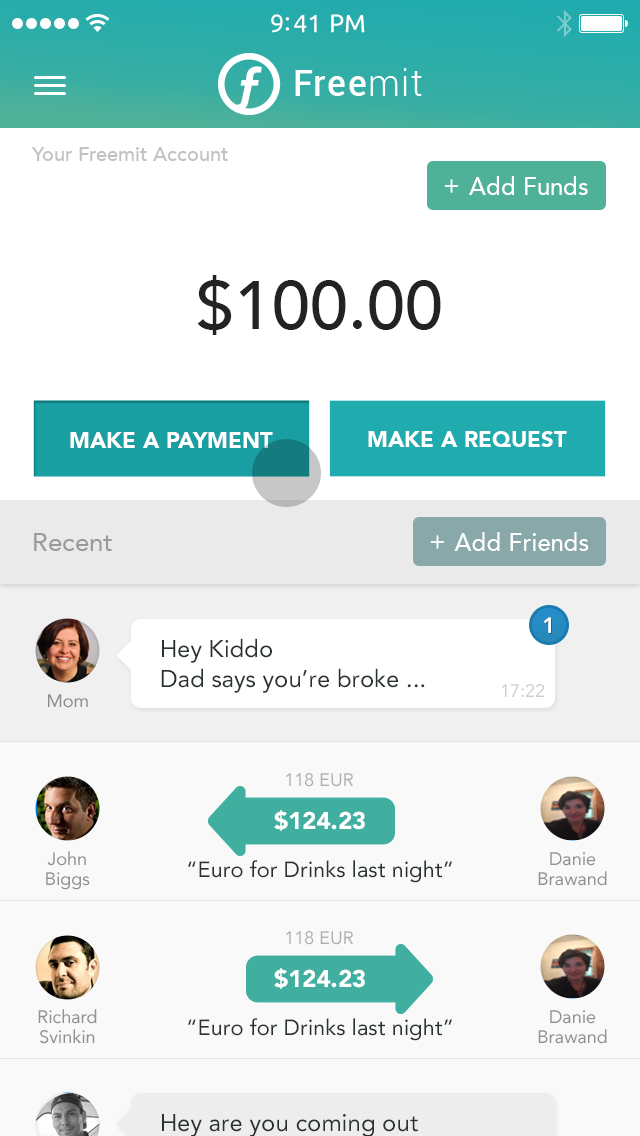 9:41 PM
f Freemit
Your Freemit Account
+ Add Funds
$100.00
MAKE A PAYMENT
MAKE A REQUEST
Recent
+ Add Friends
1
Hey Kiddo
Dad says you’re broke ...
17:22
Mom
118 EUR
$124.23
“Euro for Drinks last night”
John
Biggs
Danie
Brawand
118 EUR
$124.23
“Euro for Drinks last night”
Richard
Svinkin
Danie
Brawand
Hey are you coming out